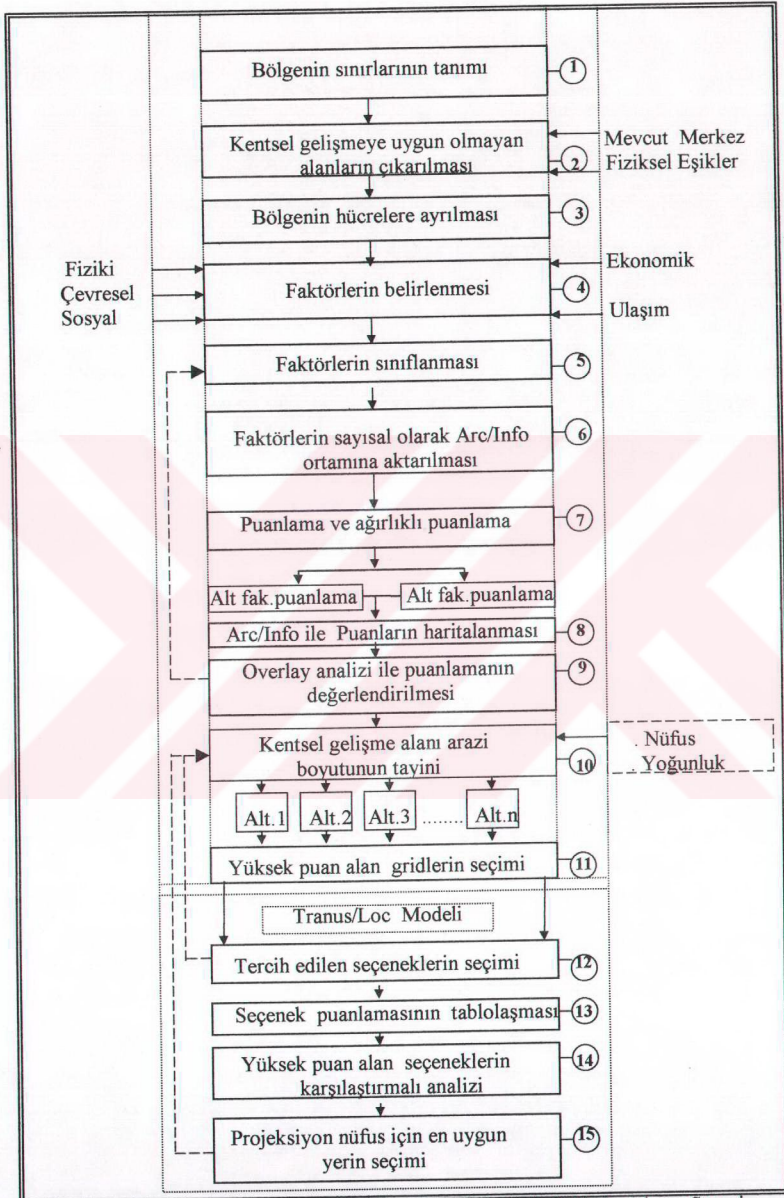 Bölgenin sınırlarının tanımı
1
Kentsel gelişmeye uygun olmayan
alanların çıkarılması
2
Mevcut Merkez
Fiziksel Eşikler
Bölgenin hücrelere ayrılması
3
Fiziki
Çevresel
Sosyal
Faktörlerin belirlenmesi
4
Ekonomik
Ulaşım
Faktörlerin sınıflanması
5
Faktörlerin sayısal olarak Arc/Info
ortamına aktarılması
6
Puanlama ve ağırlıklı puanlama
7
Alt fak.puanlama
Alt fak.puanlama
Arc/Info ile Puanların haritalanması
8
Overlay analizi ile puanlamanın
değerlendirilmesi
9
Kentsel gelişme alanı arazi
boyutunun tayini
10
. Nüfus
. Yoğunluk
Alt.1 Alt.2 Alt.3 ........ Alt.n
Yüksek puan alan gridlerin seçimi
11
Tranus/Loc Modeli
Tercih edilen seçeneklerin seçimi
12
Seçenek puanlamasının tablolaşması
13
Yüksek puan alan seçeneklerin
karşılaştırmalı analizi
14
Projeksiyon nüfus için en uygun
yerin seçimi
15